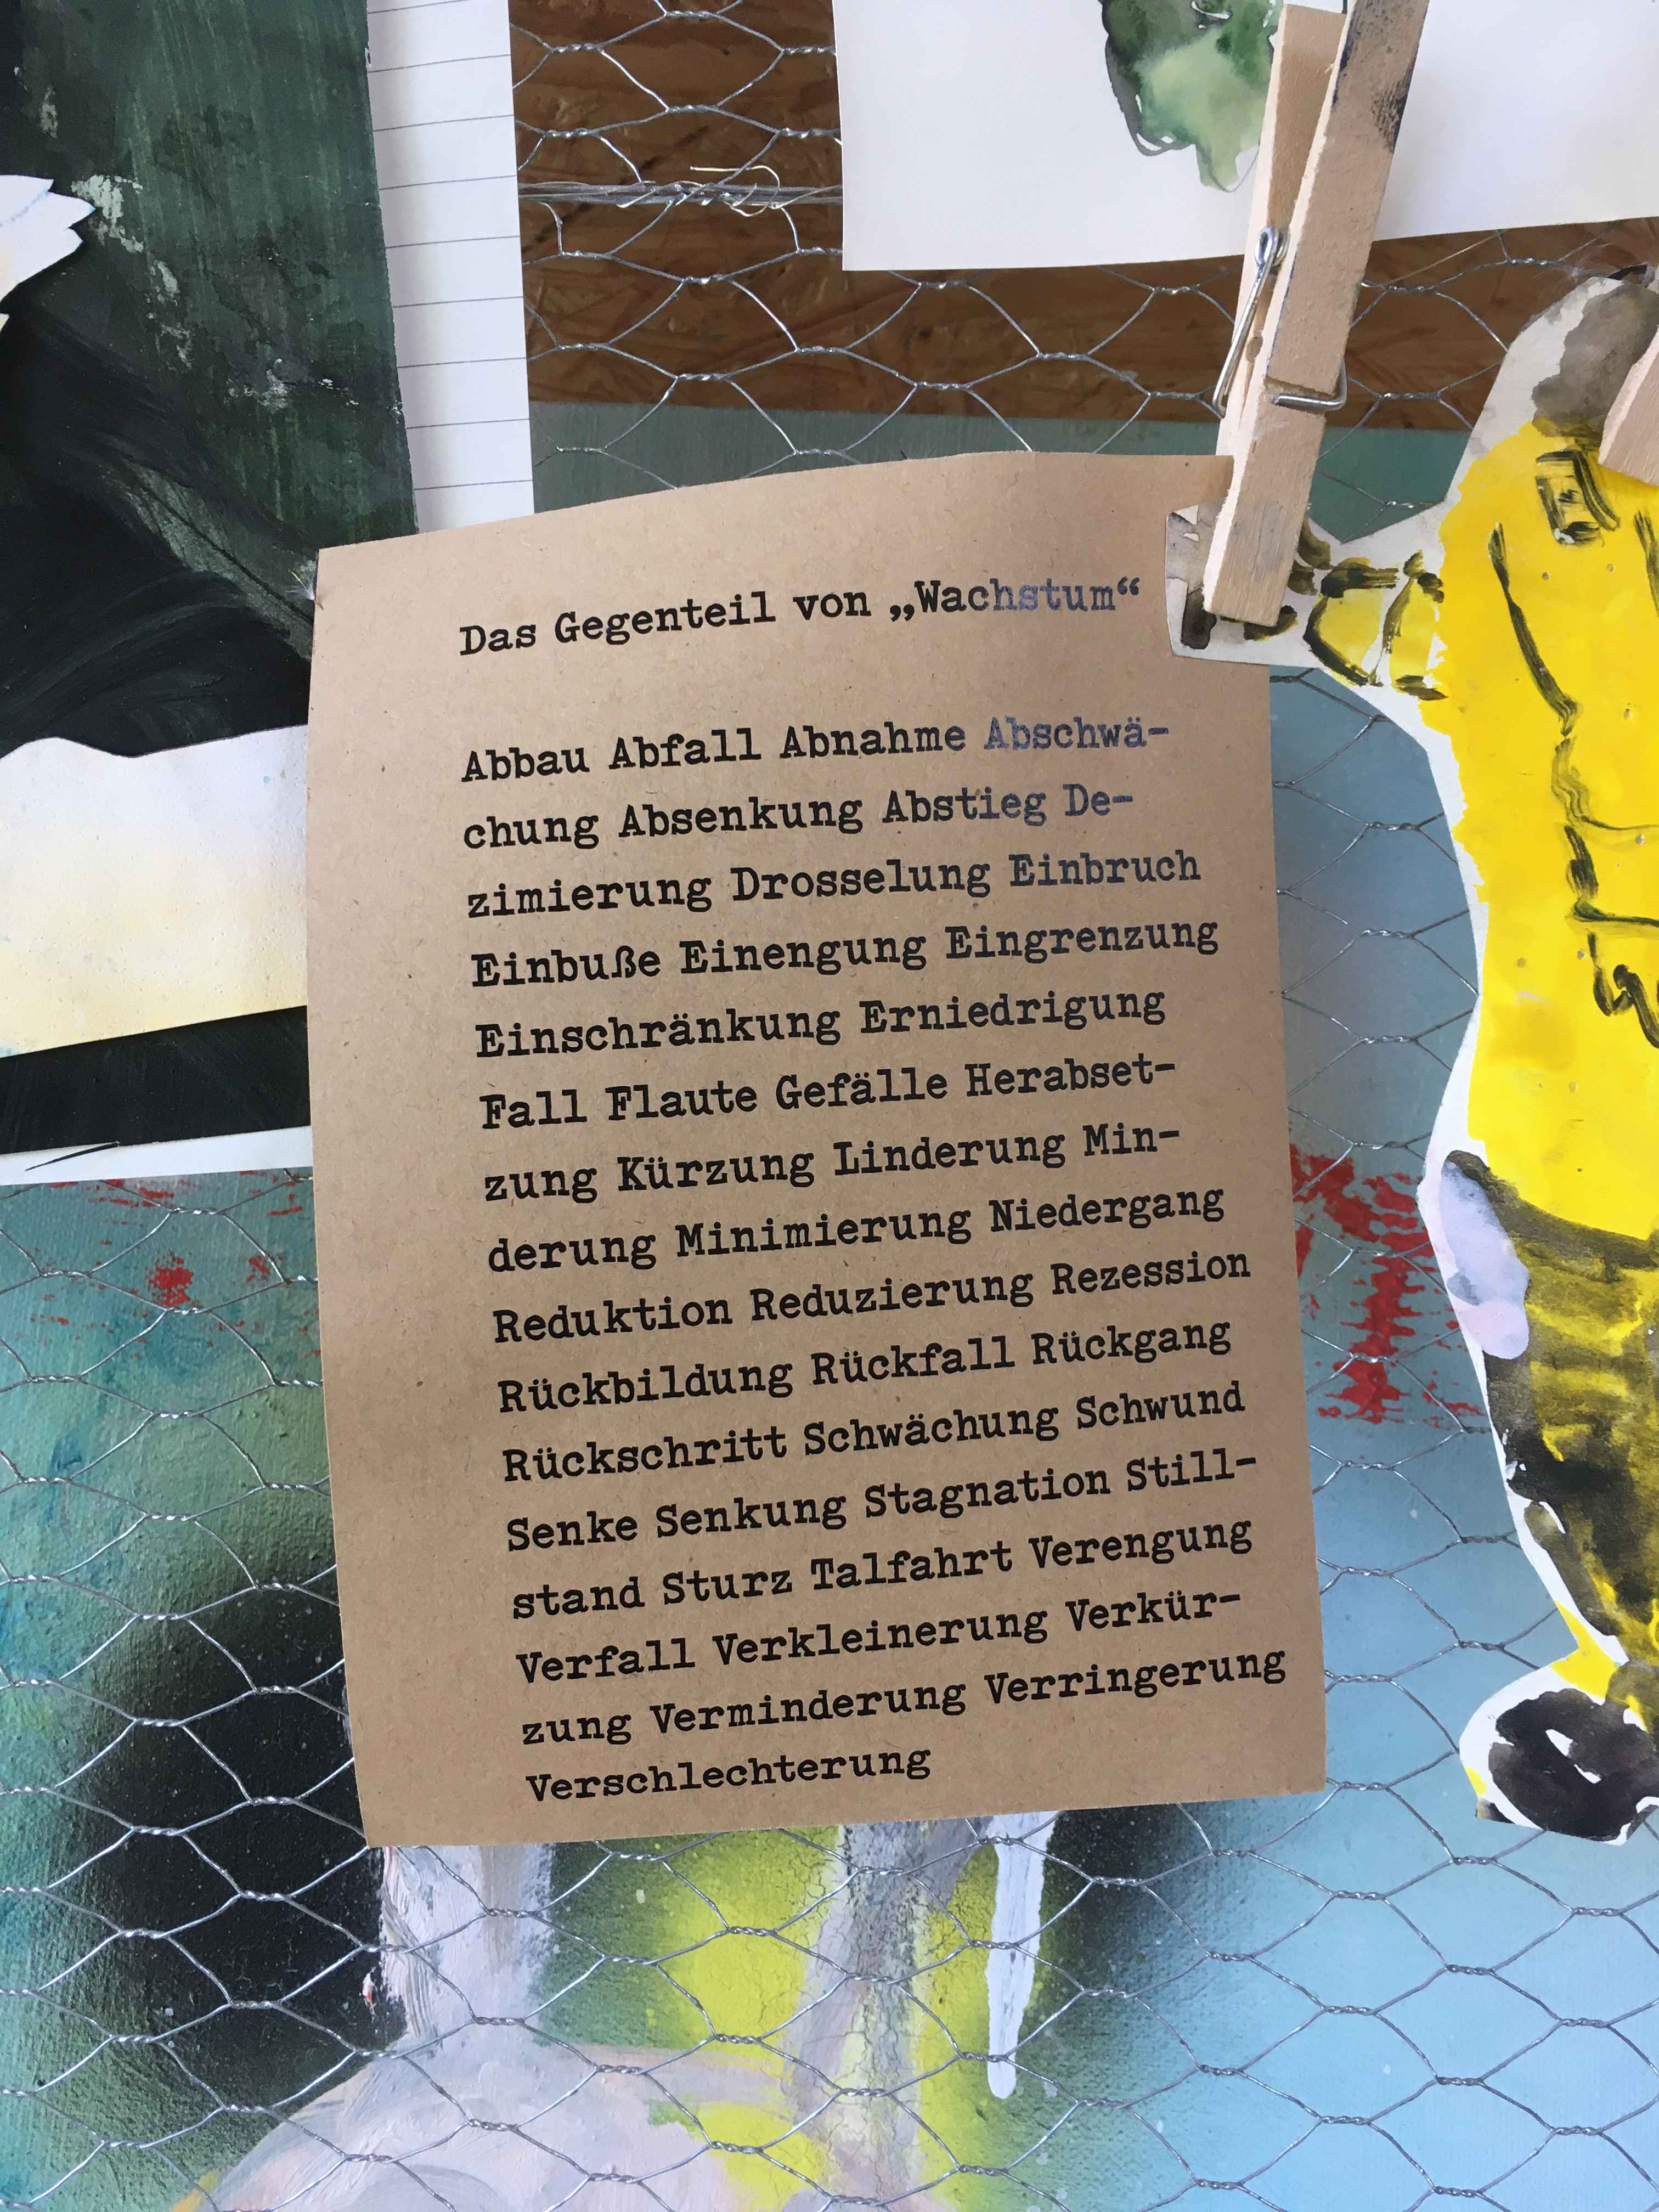 Das Gegenteil von „Wachstum“
Abbau Abfall Abnahme Abschwä-
chung Absenkung Abstieg De-
zimierung Drosselung Einbruch
Einbuße Einengung Eingrenzung
Einschränkung Erniedrigung
Fall Flaute Gefälle Herabset-
zung Kürzung Linderung Min-
derung Minimierung Niedergang
Reduktion Reduzierung Rezession
Rückbildung Rückfall Rückgang
Rückschritt Schwächung Schwund
Senke Senkung Stagnation Still-
stand Sturz Talfahrt Verengung
Verfall Verkleinerung Verkür-
zung Verminderung Verringerung
Verschlechterung